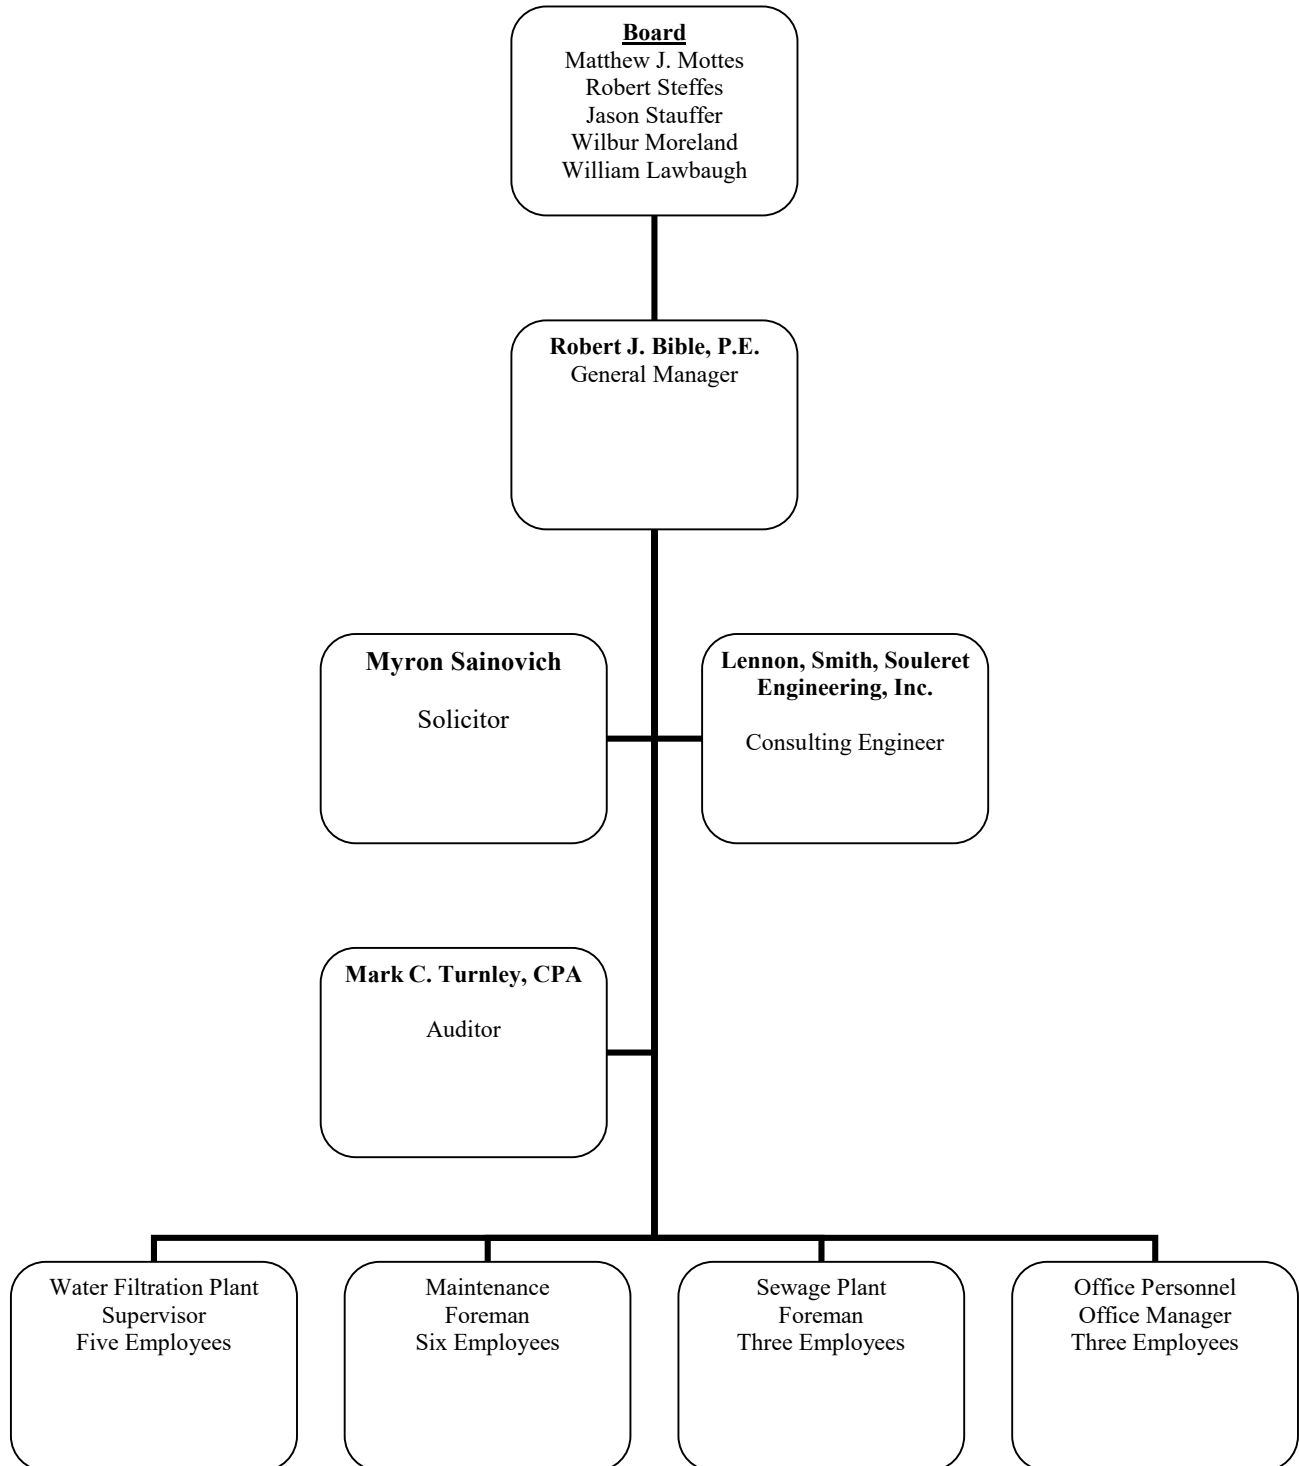 Board
Matthew J. Mottes
Robert Steffes
Jason Stauffer
Wilbur Moreland
William Lawbaugh
Robert J. Bible, P.E.
General Manager
Myron Sainovich
Solicitor
Lennon, Smith, Souleret
Engineering, Inc.
Consulting Engineer
Mark C. Turnley, CPA
Auditor
Water Filtration Plant
Supervisor
Five Employees
Maintenance
Foreman
Six Employees
Sewage Plant
Foreman
Three Employees
Office Personnel
Office Manager
Three Employees